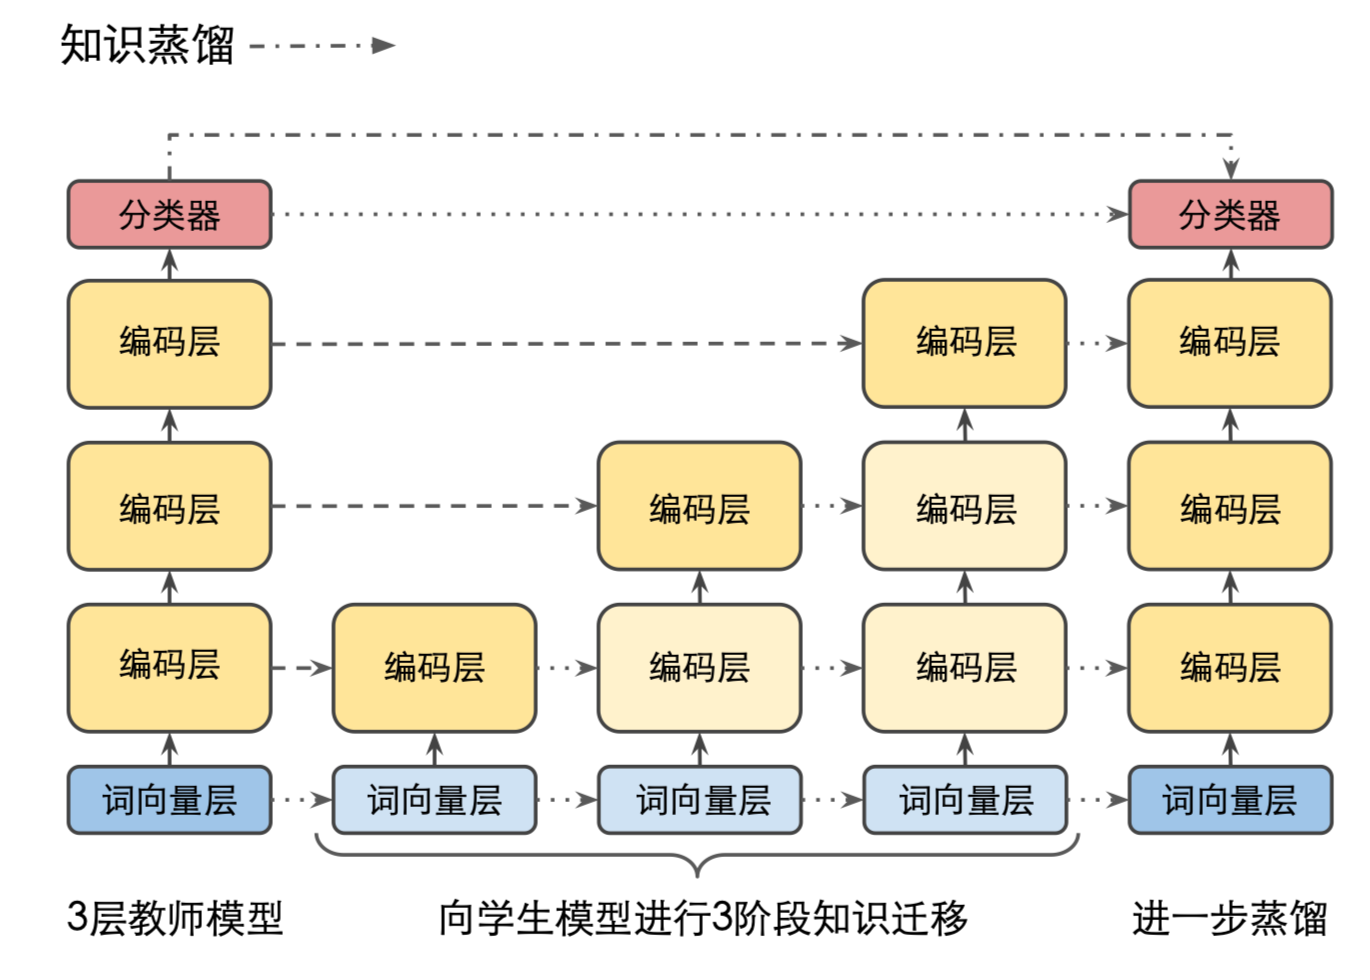 知识蒸馏
分类器
分类器
编码层
编码层
编码层
编码层
编码层
编码层
编码层
编码层
编码层
编码层
编码层
编码层
词向量层
词向量层
词向量层
词向量层
词向量层
3层教师模型
向学生模型进行3阶段知识迁移
进一步蒸馏